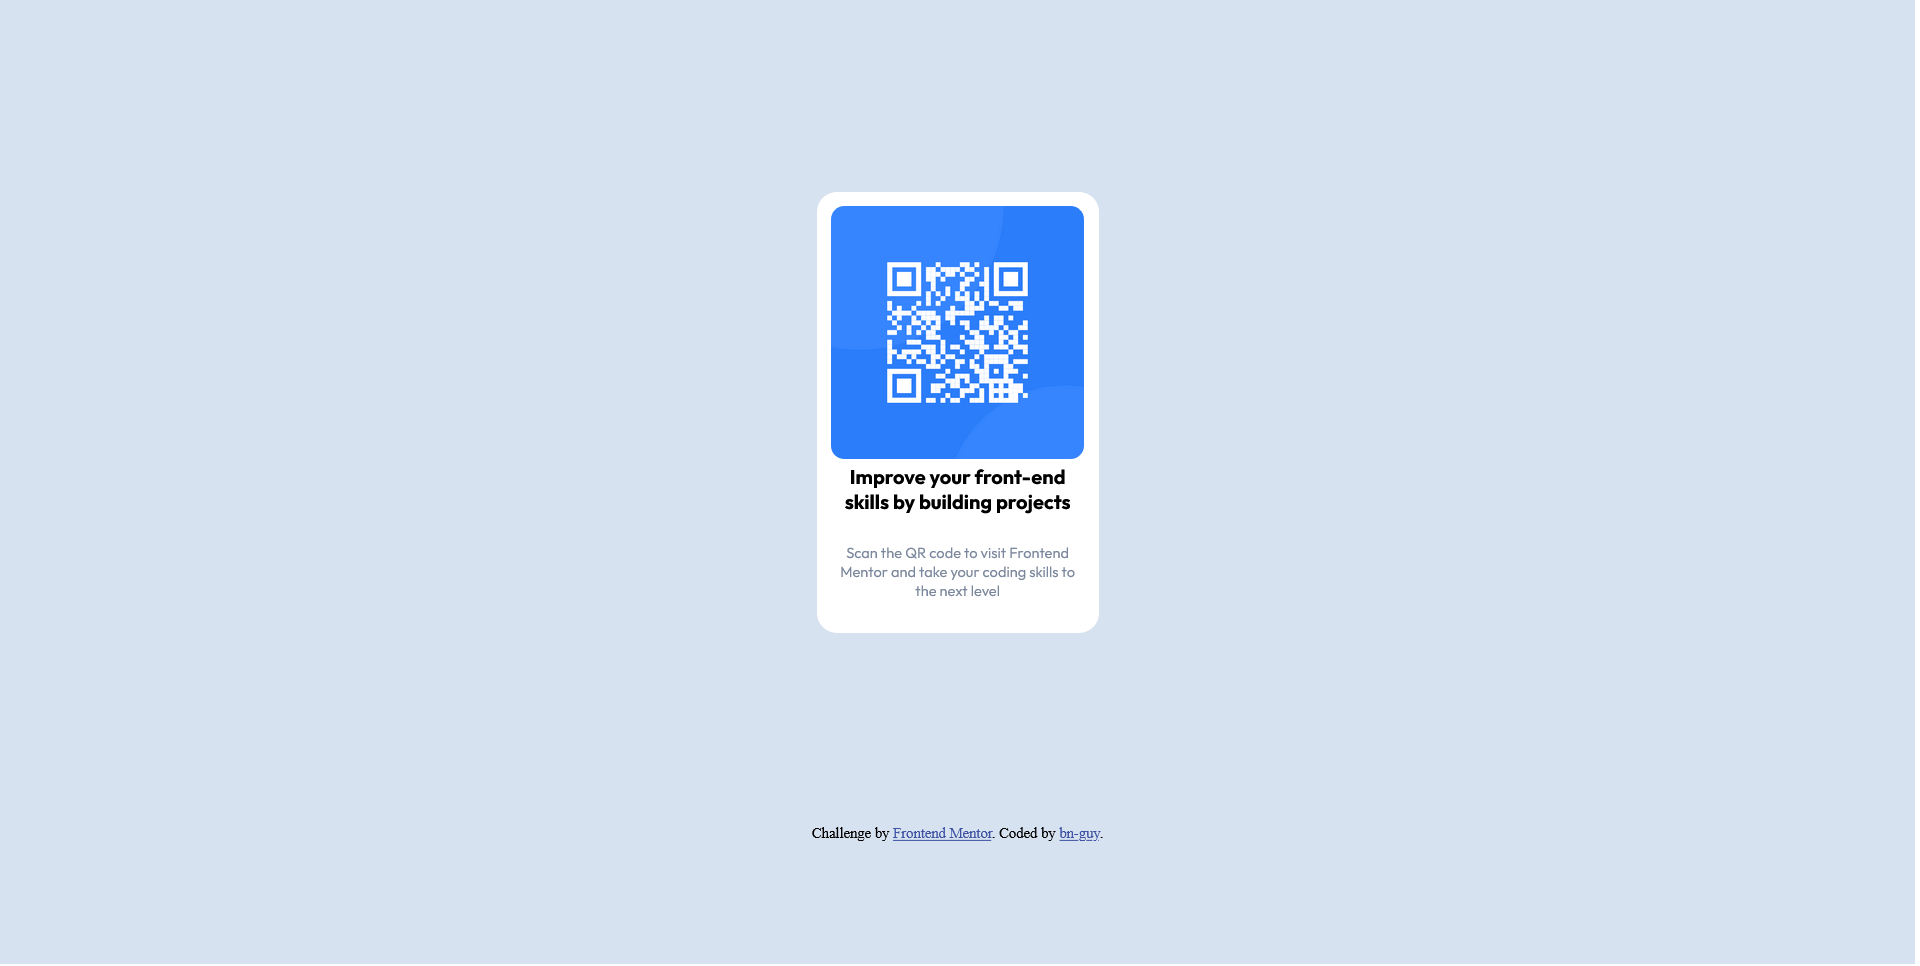 Improve your front-end
skills by building projects
Scan the QR code to visit Frontend
Mentor and take your coding skills to
the next level
Challenge by Frontend Mentor. Coded by bn-guy.